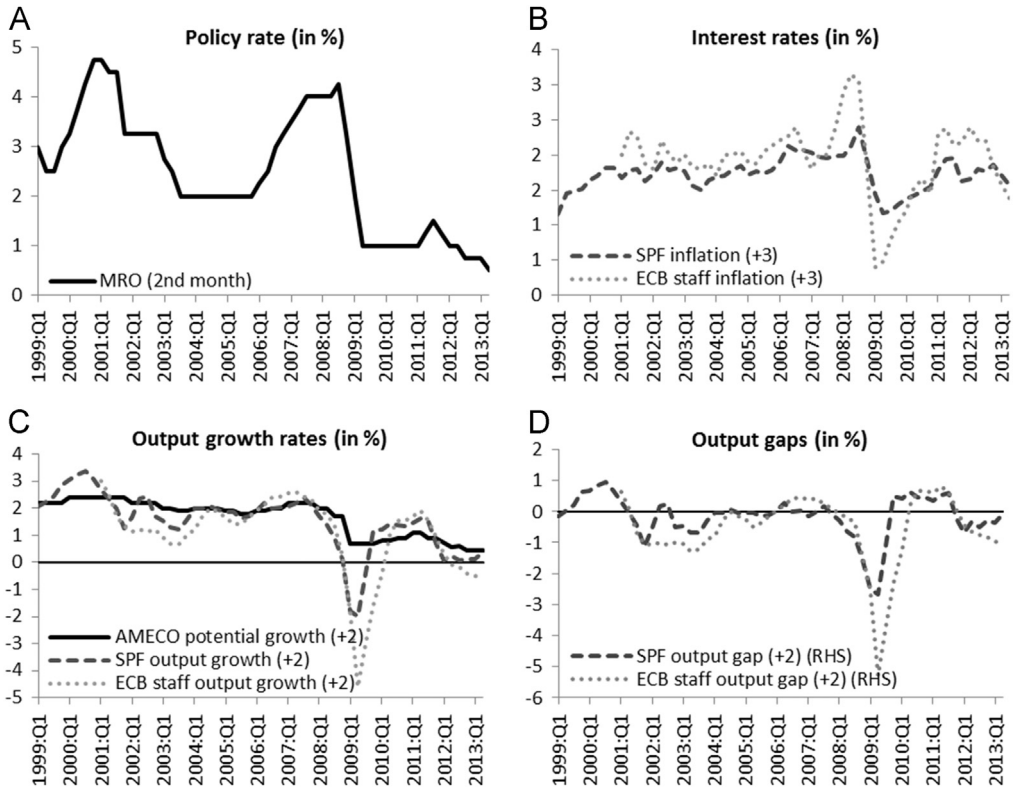 A
Policy rate (in %)
5
4
3
2
1
0
MRO (2nd month)
1999:Q1
2000:Q1
2001:Q1
2002:Q1
2003:Q1
2004:Q1
2005:Q1
2006:Q1
2007:Q1
2008:Q1
2009:Q1
2010:Q1
2011:Q1
2012:Q1
2013:Q1
B
Interest rates (in %)
4
3
3
2
2
1
1
0
SPF inflation (+3)
ECB staff inflation (+3)
1999:Q1
2000:Q1
2001:Q1
2002:Q1
2003:Q1
2004:Q1
2005:Q1
2006:Q1
2007:Q1
2008:Q1
2009:Q1
2010:Q1
2011:Q1
2012:Q1
2013:Q1
C
Output growth rates (in %)
4
3
2
1
0
-1
-2
-3
-4
-5
AMECO potential growth (+2)
SPF output growth (+2)
ECB staff output growth (+2)
1999:Q1
2000:Q1
2001:Q1
2002:Q1
2003:Q1
2004:Q1
2005:Q1
2006:Q1
2007:Q1
2008:Q1
2009:Q1
2010:Q1
2011:Q1
2012:Q1
2013:Q1
D
Output gaps (in %)
2
1
0
-1
-2
-3
-4
-5
-6
SPF output gap (+2) (RHS)
ECB staff output gap (+2) (RHS)
1999:Q1
2000:Q1
2001:Q1
2002:Q1
2003:Q1
2004:Q1
2005:Q1
2006:Q1
2007:Q1
2008:Q1
2009:Q1
2010:Q1
2011:Q1
2012:Q1
2013:Q1